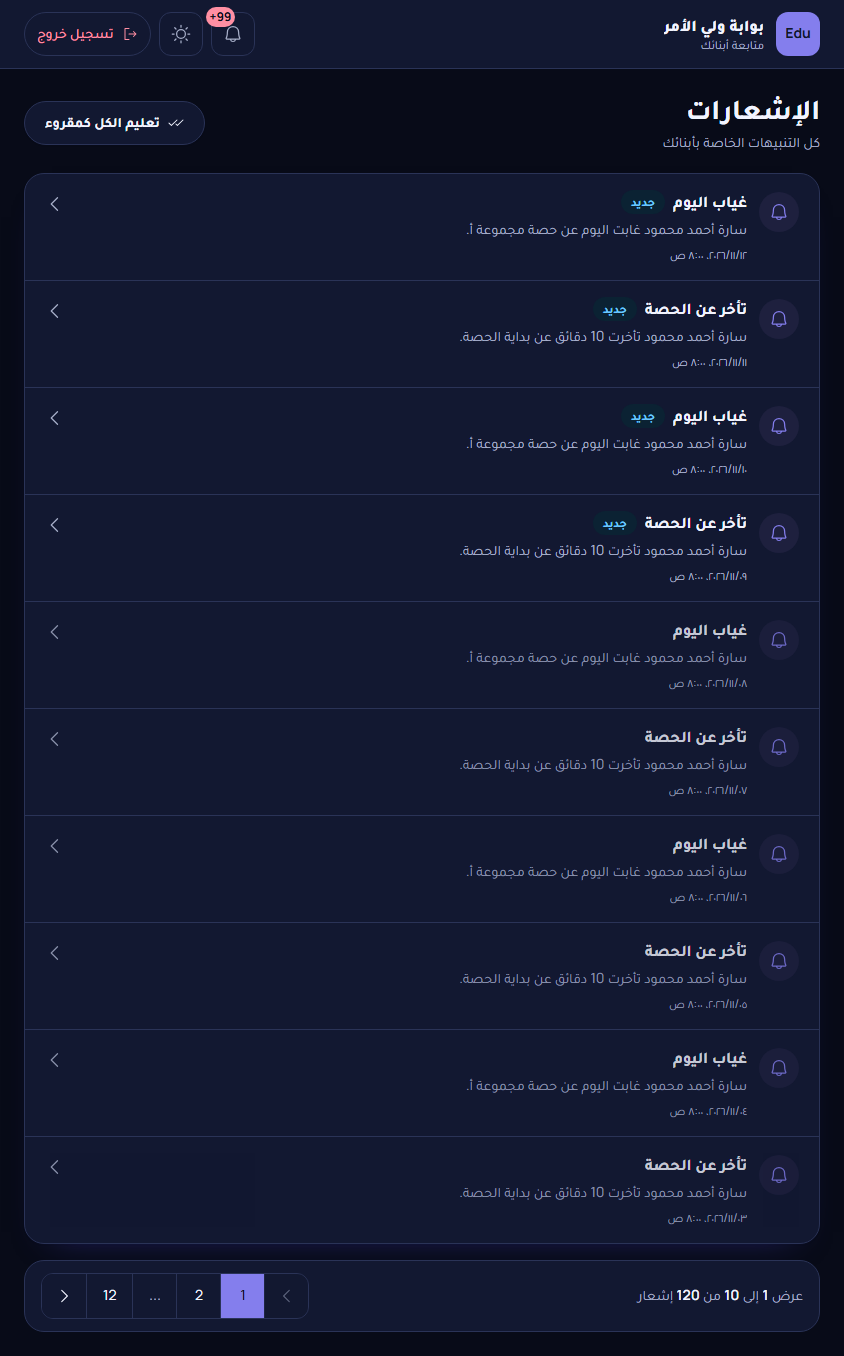 Edu
بوابة ولي الأمر
متابعة أبنائك
99+
تسجيل خروج
الإشعارات
كل التنبيهات الخاصة بأبنائك
تعليم الكل كمقروء
غياب اليوم جديد
سارة أحمد محمود غابت اليوم عن حصة مجموعة أ.
٢٠٢٦/١١/١٢، ٨:٠٠ ص
تأخر عن الحصة جديد
سارة أحمد محمود تأخرت 10 دقائق عن بداية الحصة.
٢٠٢٦/١١/١١، ٨:٠٠ ص
غياب اليوم جديد
سارة أحمد محمود غابت اليوم عن حصة مجموعة أ.
٢٠٢٦/١١/١٠، ٨:٠٠ ص
تأخر عن الحصة جديد
سارة أحمد محمود تأخرت 10 دقائق عن بداية الحصة.
٢٠٢٦/١١/٠٩، ٨:٠٠ ص
غياب اليوم
سارة أحمد محمود غابت اليوم عن حصة مجموعة أ.
٢٠٢٦/١١/٠٨، ٨:٠٠ ص
تأخر عن الحصة
سارة أحمد محمود تأخرت 10 دقائق عن بداية الحصة.
٢٠٢٦/١١/٠٧، ٨:٠٠ ص
غياب اليوم
سارة أحمد محمود غابت اليوم عن حصة مجموعة أ.
٢٠٢٦/١١/٠٦، ٨:٠٠ ص
تأخر عن الحصة
سارة أحمد محمود تأخرت 10 دقائق عن بداية الحصة.
٢٠٢٦/١١/٠٥، ٨:٠٠ ص
غياب اليوم
سارة أحمد محمود غابت اليوم عن حصة مجموعة أ.
٢٠٢٦/١١/٠٤، ٨:٠٠ ص
تأخر عن الحصة
سارة أحمد محمود تأخرت 10 دقائق عن بداية الحصة.
٢٠٢٦/١١/٠٣، ٨:٠٠ ص
عرض 1 إلى 10 من 120 إشعار
1 2 ... 12